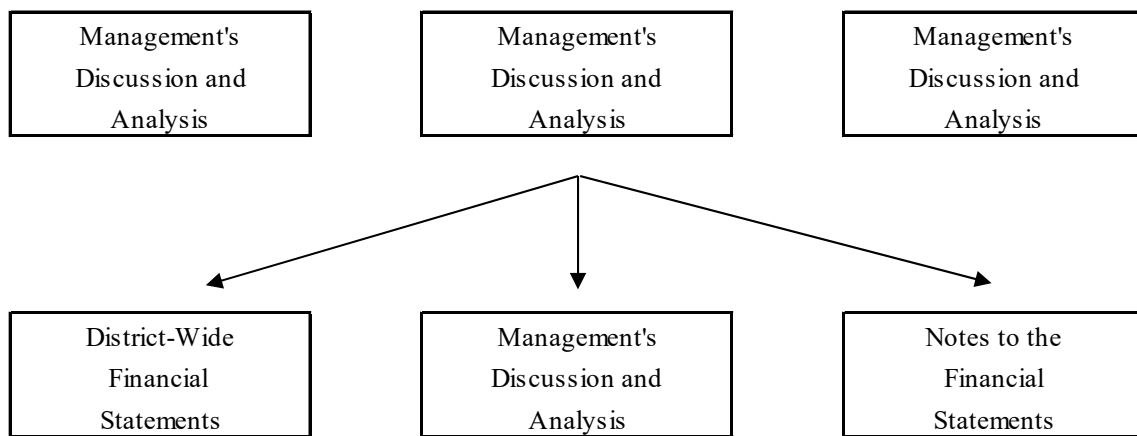 Management's
Discussion and
Analysis
Management's
Discussion and
Analysis
Management's
Discussion and
Analysis
District-Wide
Financial
Statements
Management's
Discussion and
Analysis
Notes to the
Financial
Statements